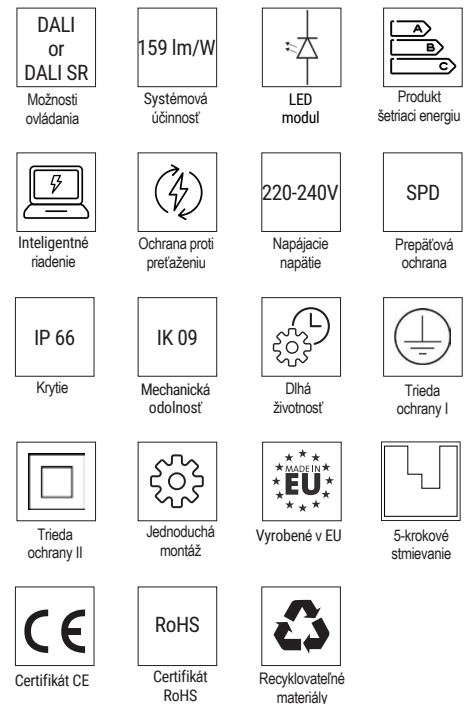 DALI
or
DALI SR
Možnosti
ovládania
159 lm/W
Systémová
účinnosť
LED
modul
A
B
C
Produkt
šetriaci energiu
Inteligentné
riadenie
Ochrana proti
preťaženiu
220-240V
Napájacie
napätie
SPD
Prepäťová
ochrana
IP 66
Krytie
IK 09
Mechanická
odolnosť
Dlhá
životnosť
Trieda
ochrany I
Trieda
ochrany II
Jednoduchá
montáž
MADE IN
EU
Vyrobené v EU
5-krokové
stmievanie
CE
Certifikát CE
RoHS
Certifikát
RoHS
Recyklovateľné
materiály